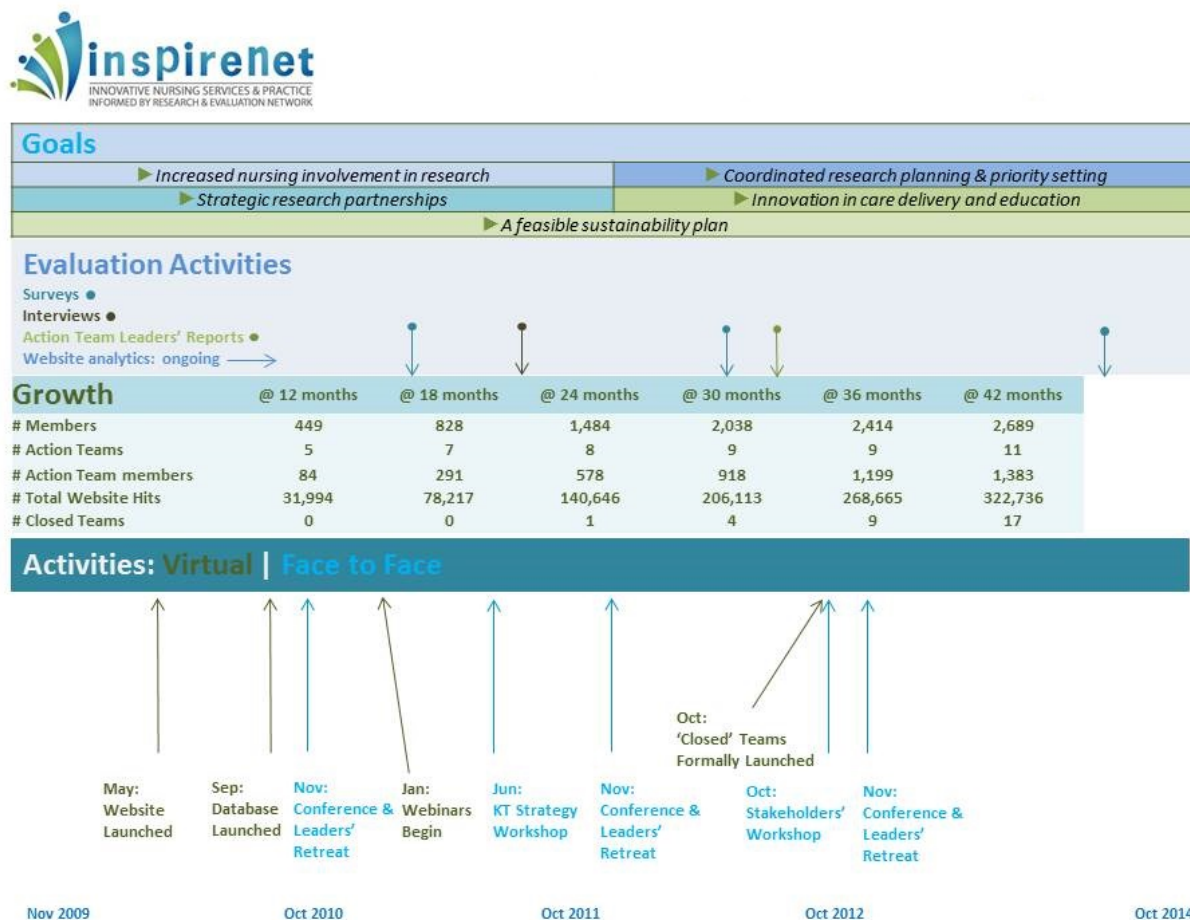 inspirenet
INNOVATIVE NURSING SERVICES & PRACTICE
INFORMED BY RESEARCH & EVALUATION NETWORK
Goals
Increased nursing involvement in research
Coordinated research planning & priority setting
Strategic research partnerships
Innovation in care delivery and education
A feasible sustainability plan
Evaluation Activities
Surveys
Interviews
Action Team Leaders' Reports
Website analytics: ongoing
Growth @ 12 months @ 18 months @ 24 months @ 30 months @ 36 months @ 42 months
# Members 449 828 1,484 2,038 2,414 2,689
# Action Teams 5 7 8 9 9 11
# Action Team members 84 291 578 918 1,199 1,383
# Total Website Hits 31,994 78,217 140,646 206,113 268,665 322,736
# Closed Teams 0 0 1 4 9 17
Activities: Virtual | Face to Face
May:
Website
Launched
Sep:
Database
Launched
Nov:
Conference &
Leaders'
Retreat
Jan:
Webinars
Begin
Jun:
KT Strategy
Workshop
Nov:
Conference &
Leaders'
Retreat
Oct:
'Closed' Teams
Formally Launched
Oct:
Stakeholders'
Workshop
Nov:
Conference &
Leaders'
Retreat
Nov 2009 Oct 2010 Oct 2011 Oct 2012 Oct 2014